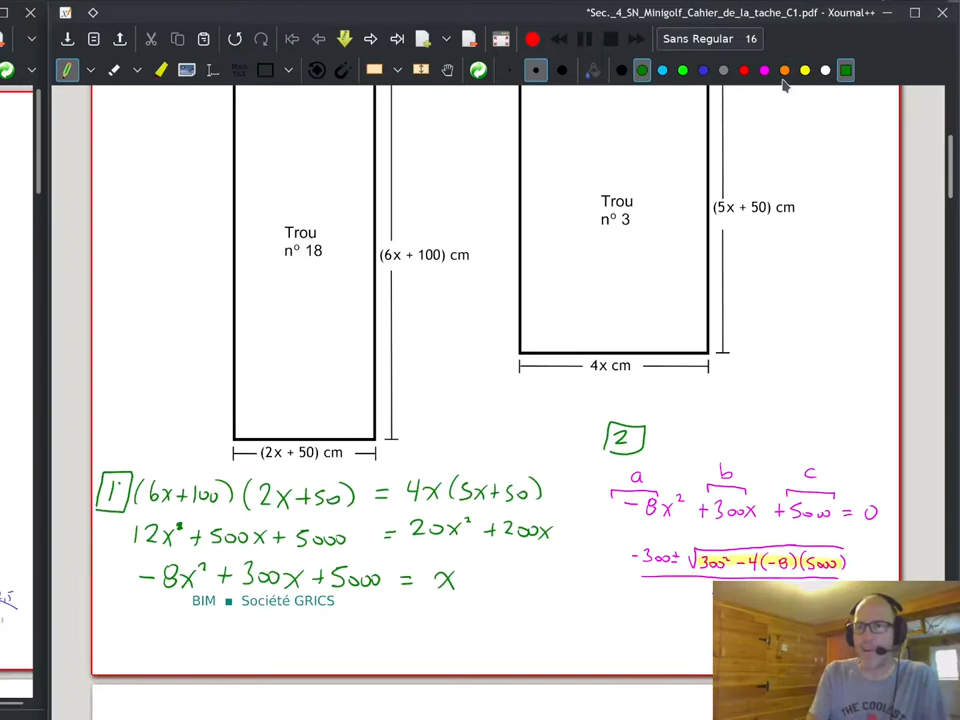 *Sec._4_SN_Minigolf_Cahier_de_la_tache_C1.pdf - Xournal++
Sans Regular 16
Trou
nº 18
(6x + 100) cm
(2x + 50) cm
Trou
nº 3
(5x + 50) cm
4x cm
1. (6x+100)(2x+50) = 4x(5x+50)
12x² + 500x + 5000 = 20x² + 200x
-8x² + 300x + 5000 = x
BIM ▪ Société GRICS
2
a b c
-8x² + 300x + 5000 = 0
-300 ± √300² - 4(-8)(5000)
THE COOLEST